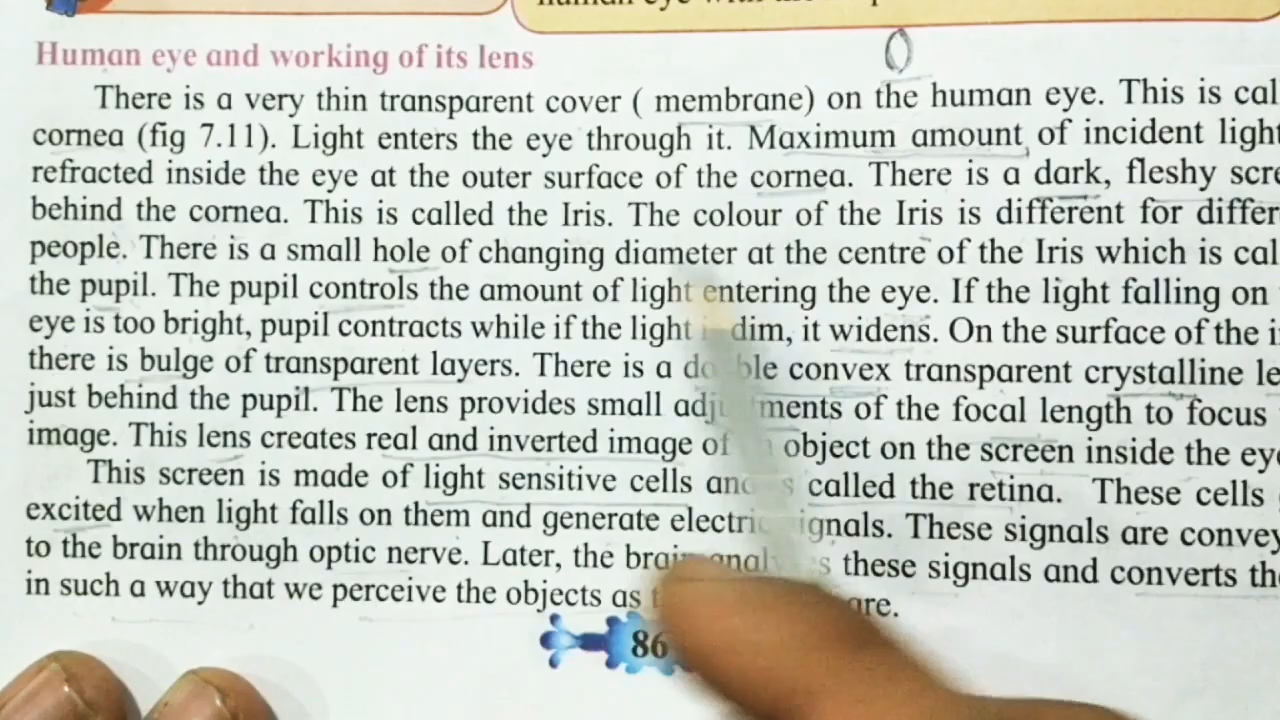 human eye with the
Human eye and working of its lens
There is a very thin transparent cover ( membrane) on the human eye. This is cal
cornea (fig 7.11). Light enters the eye through it. Maximum amount of incident light
refracted inside the eye at the outer surface of the cornea. There is a dark, fleshy scre
behind the cornea. This is called the Iris. The colour of the Iris is different for differ
people. There is a small hole of changing diameter at the centre of the Iris which is cal
the pupil. The pupil controls the amount of light entering the eye. If the light falling on
eye is too bright, pupil contracts while if the light dim, it widens. On the surface of the i
there is bulge of transparent layers. There is a double convex transparent crystalline le
just behind the pupil. The lens provides small adjustments of the focal length to focus
image. This lens creates real and inverted image of object on the screen inside the eye
This screen is made of light sensitive cells and is called the retina. These cells
excited when light falls on them and generate electric signals. These signals are convey
to the brain through optic nerve. Later, the brain analyses these signals and converts the
in such a way that we perceive the objects as are.
86